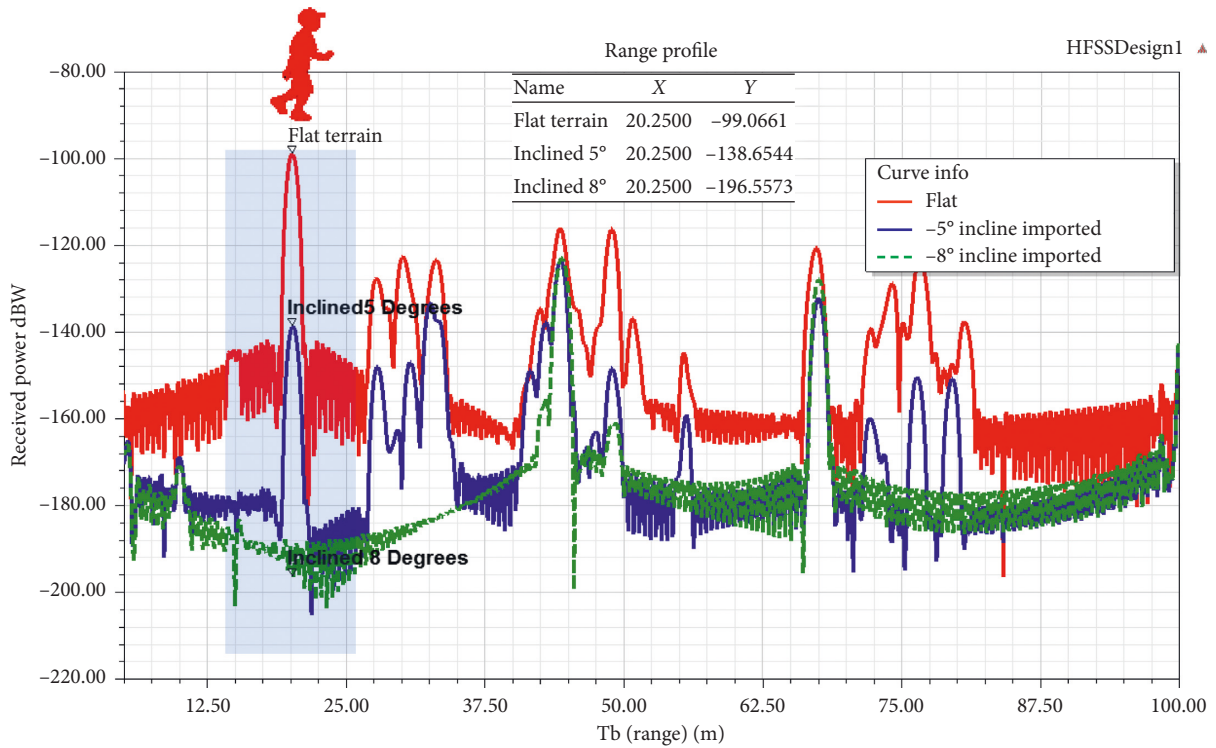 Range profile
HFSSDesign1
Name X Y
Flat terrain 20.2500 –99.0661
Inclined 5° 20.2500 –138.6544
Inclined 8° 20.2500 –196.5573
Curve info
Flat
–5° incline imported
–8° incline imported
Flat terrain
Inclined5 Degrees
Inclined 8 Degrees
Received power dBW
–80.00
–100.00
–120.00
–140.00
–160.00
–180.00
–200.00
–220.00
12.50 25.00 37.50 50.00 62.50 75.00 87.50 100.00
Tb (range) (m)